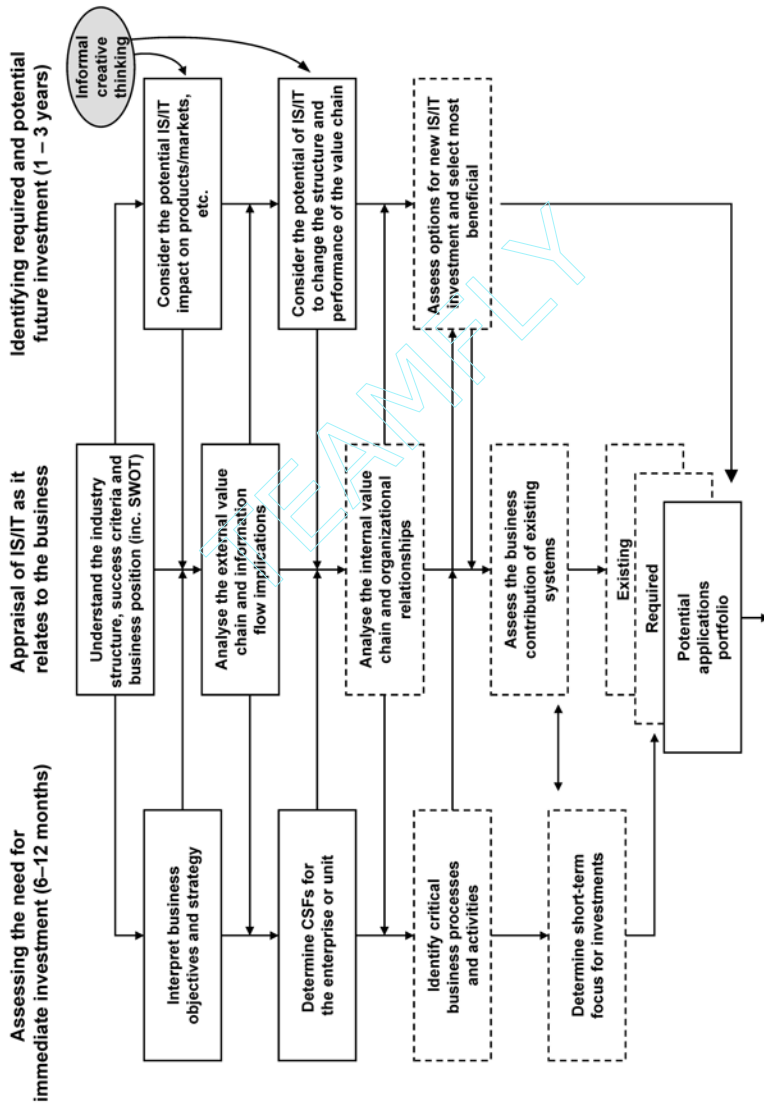 Assessing the need for
immediate investment (6–12 months)
Appraisal of IS/IT as it
relates to the business
Identifying required and potential
future investment (1 – 3 years)
Informal
creative
thinking
Understand the industry
structure, success criteria and
business position (inc. SWOT)
Interpret business
objectives and strategy
Consider the potential IS/IT
impact on products/markets,
etc.
Analyse the external value
chain and information
flow implications
Determine CSFs for
the enterprise or unit
Consider the potential of IS/IT
to change the structure and
performance of the value chain
Analyse the internal value
chain and organizational
relationships
Identify critical
business processes
and activities
Assess options for new IS/IT
investment and select most
beneficial
Assess the business
contribution of existing
systems
Determine short-term
focus for investments
Existing
Required
Potential
applications
portfolio
TEAMFLY